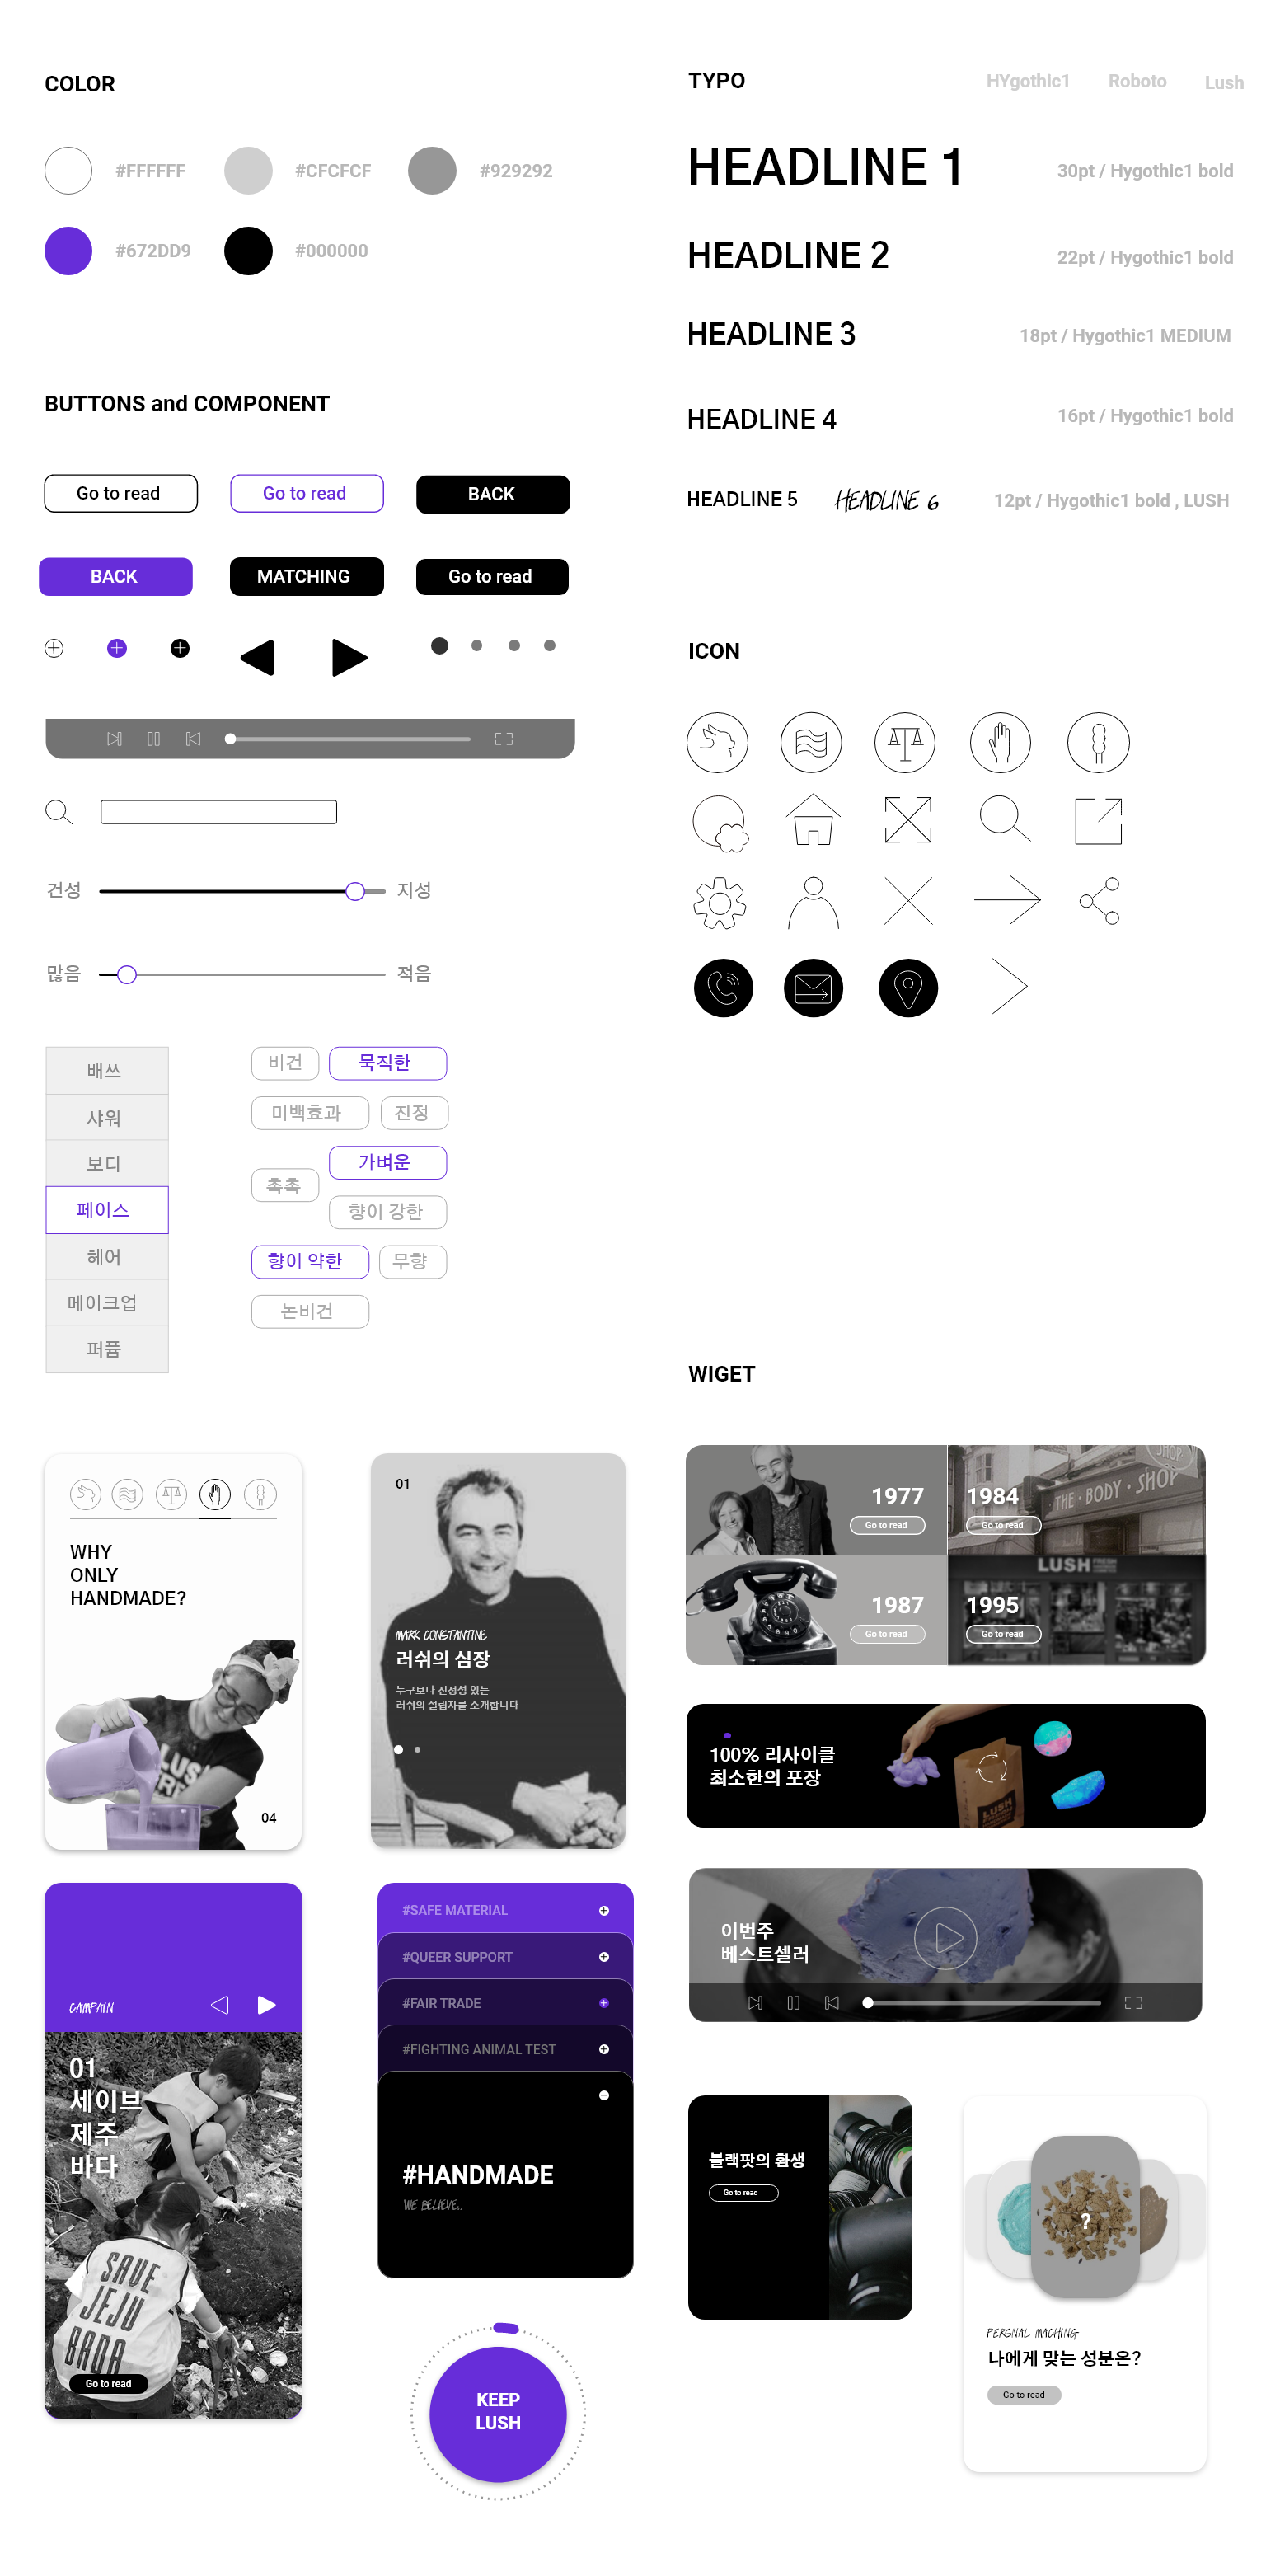 COLOR
#FFFFFF
#CFCFCF
#929292
#672DD9
#000000
BUTTONS and COMPONENT
Go to read
Go to read
BACK
BACK
MATCHING
Go to read
건성
지성
많음
적음
배쓰
샤워
보디
페이스
헤어
메이크업
퍼퓸
비건
묵직한
미백효과
진정
가벼운
촉촉
향이 강한
향이 약한
무향
논비건
WHY
ONLY
HANDMADE?
LUSH
04
01
MARK CONSTANTINE
러쉬의 심장
누구보다 진정성 있는
러쉬의 설립자를 소개합니다
CAMPAIN
01
세이브
제주
바다
SAVE
JEJU
BADA
Go to read
#SAFE MATERIAL
#QUEER SUPPORT
#FAIR TRADE
#FIGHTING ANIMAL TEST
#HANDMADE
WE BELIEVE..
KEEP
LUSH
TYPO
HYgothic1
Roboto
Lush
HEADLINE 1
30pt / Hygothic1 bold
HEADLINE 2
22pt / Hygothic1 bold
HEADLINE 3
18pt / Hygothic1 MEDIUM
HEADLINE 4
16pt / Hygothic1 bold
HEADLINE 5
HEADLINE 6
12pt / Hygothic1 bold , LUSH
ICON
WIGET
1977
Go to read
1984
Go to read
SHOP
THE · BODY · SHOP
1987
Go to read
LUSH FRESH
1995
Go to read
100% 리사이클
최소한의 포장
LUSH
이번주
베스트셀러
블랙팟의 환생
Go to read
?
PERSNAL MACHING
나에게 맞는 성분은?
Go to read